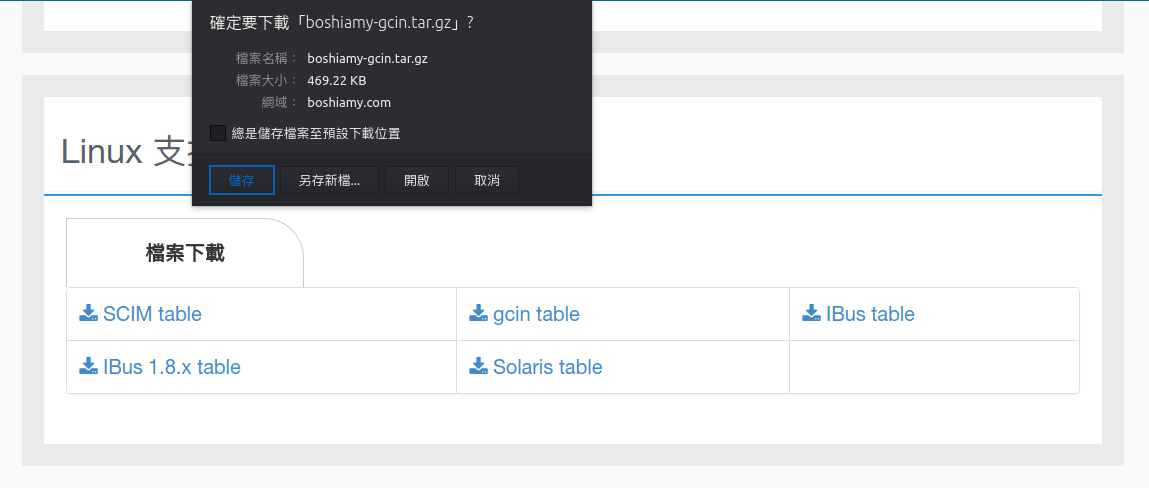 確定要下載「boshiamy-gcin.tar.gz」?
檔案名稱： boshiamy-gcin.tar.gz
檔案大小： 469.22 KB
網域： boshiamy.com
總是儲存檔案至預設下載位置
儲存 另存新檔... 開啟 取消
Linux 支
檔案下載
SCIM table gcin table IBus table
IBus 1.8.x table Solaris table